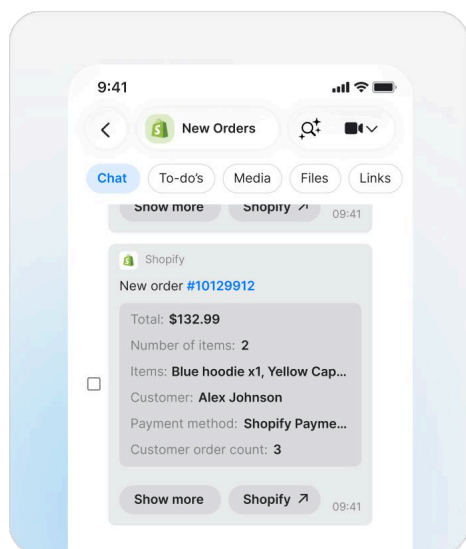 9:41
New Orders
Chat To-do's Media Files Links
Show more Shopify ↗ 09:41
Shopify
New order #10129912
Total: $132.99
Number of items: 2
Items: Blue hoodie x1, Yellow Cap...
Customer: Alex Johnson
Payment method: Shopify Payme...
Customer order count: 3
Show more Shopify ↗ 09:41